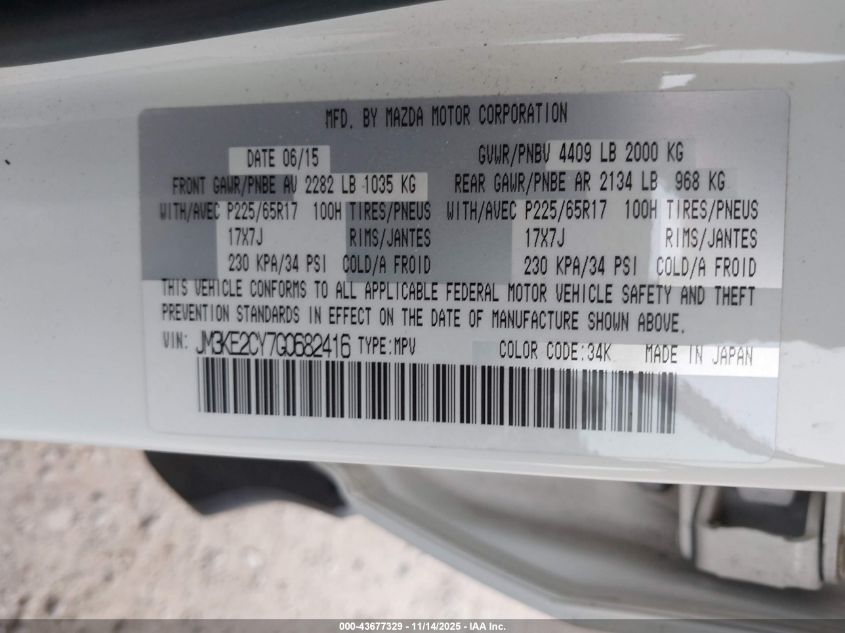 MFD. BY MAZDA MOTOR CORPORATION
DATE 06/15 GVWR/PNBV 4409 LB 2000 KG
FRONT GAWR/PNBE AV 2282 LB 1035 KG REAR GAWR/PNBE AR 2134 LB 968 KG
WITH/AVEC P225/65R17 100H TIRES/PNEUS WITH/AVEC P225/65R17 100H TIRES/PNEUS
17X7J RIMS/JANTES 17X7J RIMS/JANTES
230 KPA/34 PSI COLD/A FROID 230 KPA/34 PSI COLD/A FROID
THIS VEHICLE CONFORMS TO ALL APPLICABLE FEDERAL MOTOR VEHICLE SAFETY AND THEFT
PREVENTION STANDARDS IN EFFECT ON THE DATE OF MANUFACTURE SHOWN ABOVE.
VIN: JM3KE2CY7G0682416 TYPE:MPV COLOR CODE:34K MADE IN JAPAN
000-43677329 - 11/14/2025 - IAA Inc.